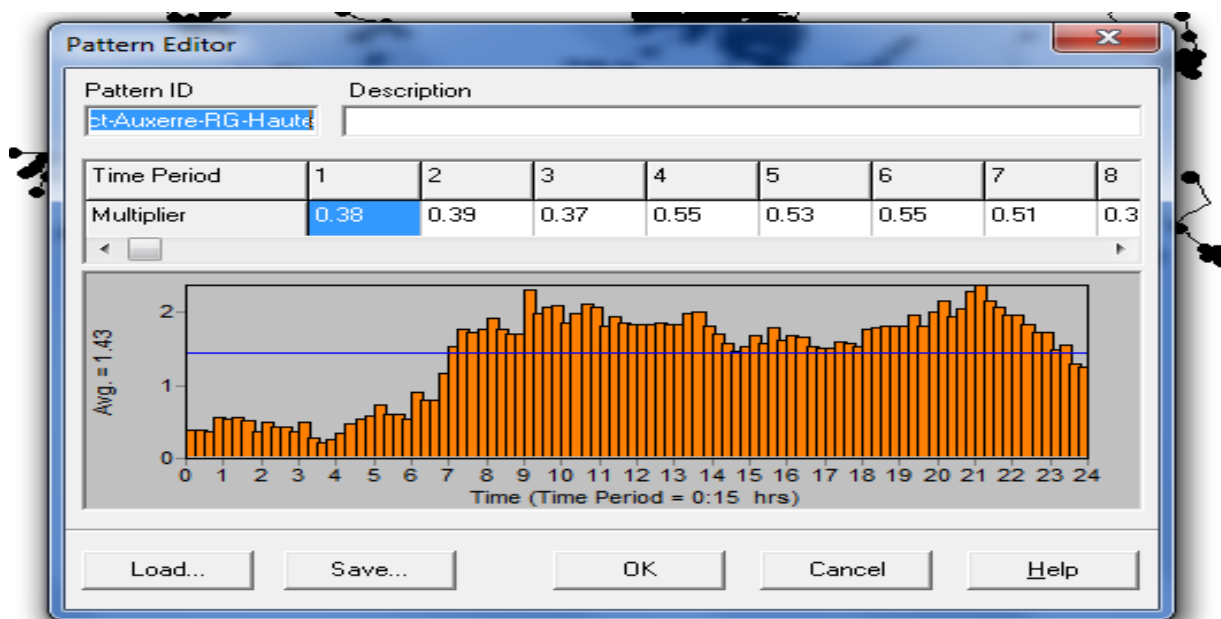 Pattern Editor
Pattern ID Description
ct-Auxerre-RG-Haute
Time Period 1 2 3 4 5 6 7 8
Multiplier 0.38 0.39 0.37 0.55 0.53 0.55 0.51 0.3
2
Avg. = 1.43
1
0
0 1 2 3 4 5 6 7 8 9 10 11 12 13 14 15 16 17 18 19 20 21 22 23 24
Time (Time Period = 0:15 hrs)
Load... Save... OK Cancel Help